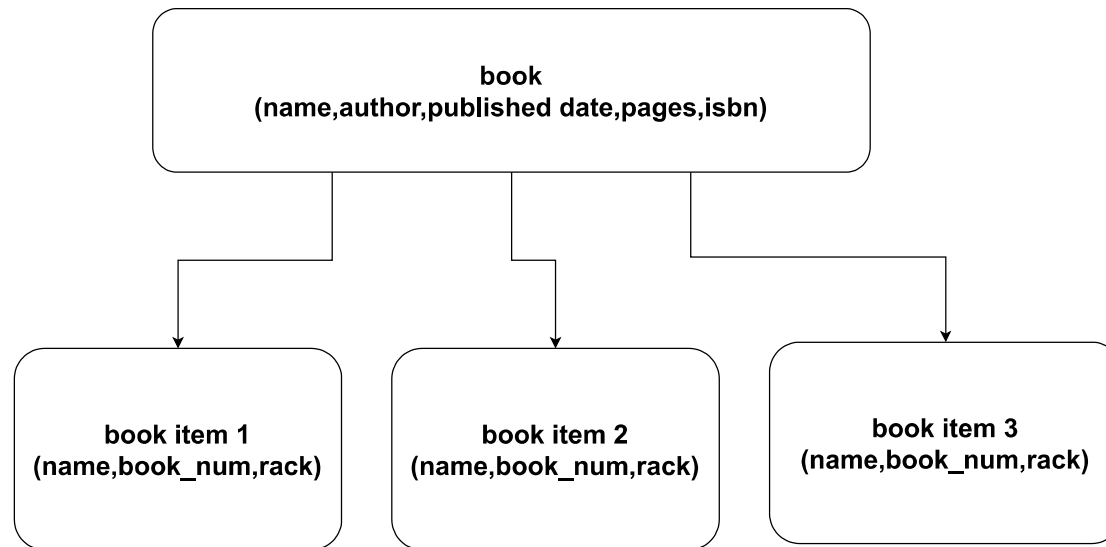 book
(name,author,published date,pages,isbn)
book item 1
(name,book_num,rack)
book item 2
(name,book_num,rack)
book item 3
(name,book_num,rack)